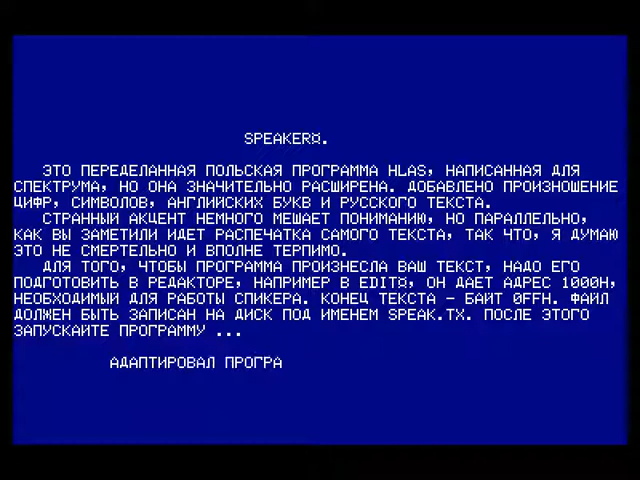 SPEAKER¤.
ЭТО ПЕРЕДЕЛАННАЯ ПОЛЬСКАЯ ПРОГРАММА HLAS, НАПИСАННАЯ ДЛЯ
СПЕКТРУМА, НО ОНА ЗНАЧИТЕЛЬНО РАСШИРЕНА. ДОБАВЛЕНО ПРОИЗНОШЕНИЕ
ЦИФР, СИМВОЛОВ, АНГЛИЙСКИХ БУКВ И РУССКОГО ТЕКСТА.
СТРАННЫЙ АКЦЕНТ НЕМНОГО МЕШАЕТ ПОНИМАНИЮ, НО ПАРАЛЛЕЛЬНО,
КАК ВЫ ЗАМЕТИЛИ ИДЕТ РАСПЕЧАТКА САМОГО ТЕКСТА, ТАК ЧТО, Я ДУМАЮ
ЭТО НЕ СМЕРТЕЛЬНО И ВПОЛНЕ ТЕРПИМО.
ДЛЯ ТОГО, ЧТОБЫ ПРОГРАММА ПРОИЗНЕСЛА ВАШ ТЕКСТ, НАДО ЕГО
ПОДГОТОВИТЬ В РЕДАКТОРЕ, НАПРИМЕР В EDIT¤, ОН ДАЕТ АДРЕС 1000H,
НЕОБХОДИМЫЙ ДЛЯ РАБОТЫ СПИКЕРА. КОНЕЦ ТЕКСТА - БАЙТ 0FFH. ФАЙЛ
ДОЛЖЕН БЫТЬ ЗАПИСАН НА ДИСК ПОД ИМЕНЕМ SPEAK.TX. ПОСЛЕ ЭТОГО
ЗАПУСКАЙТЕ ПРОГРАММУ ...
АДАПТИРОВАЛ ПРОГРА